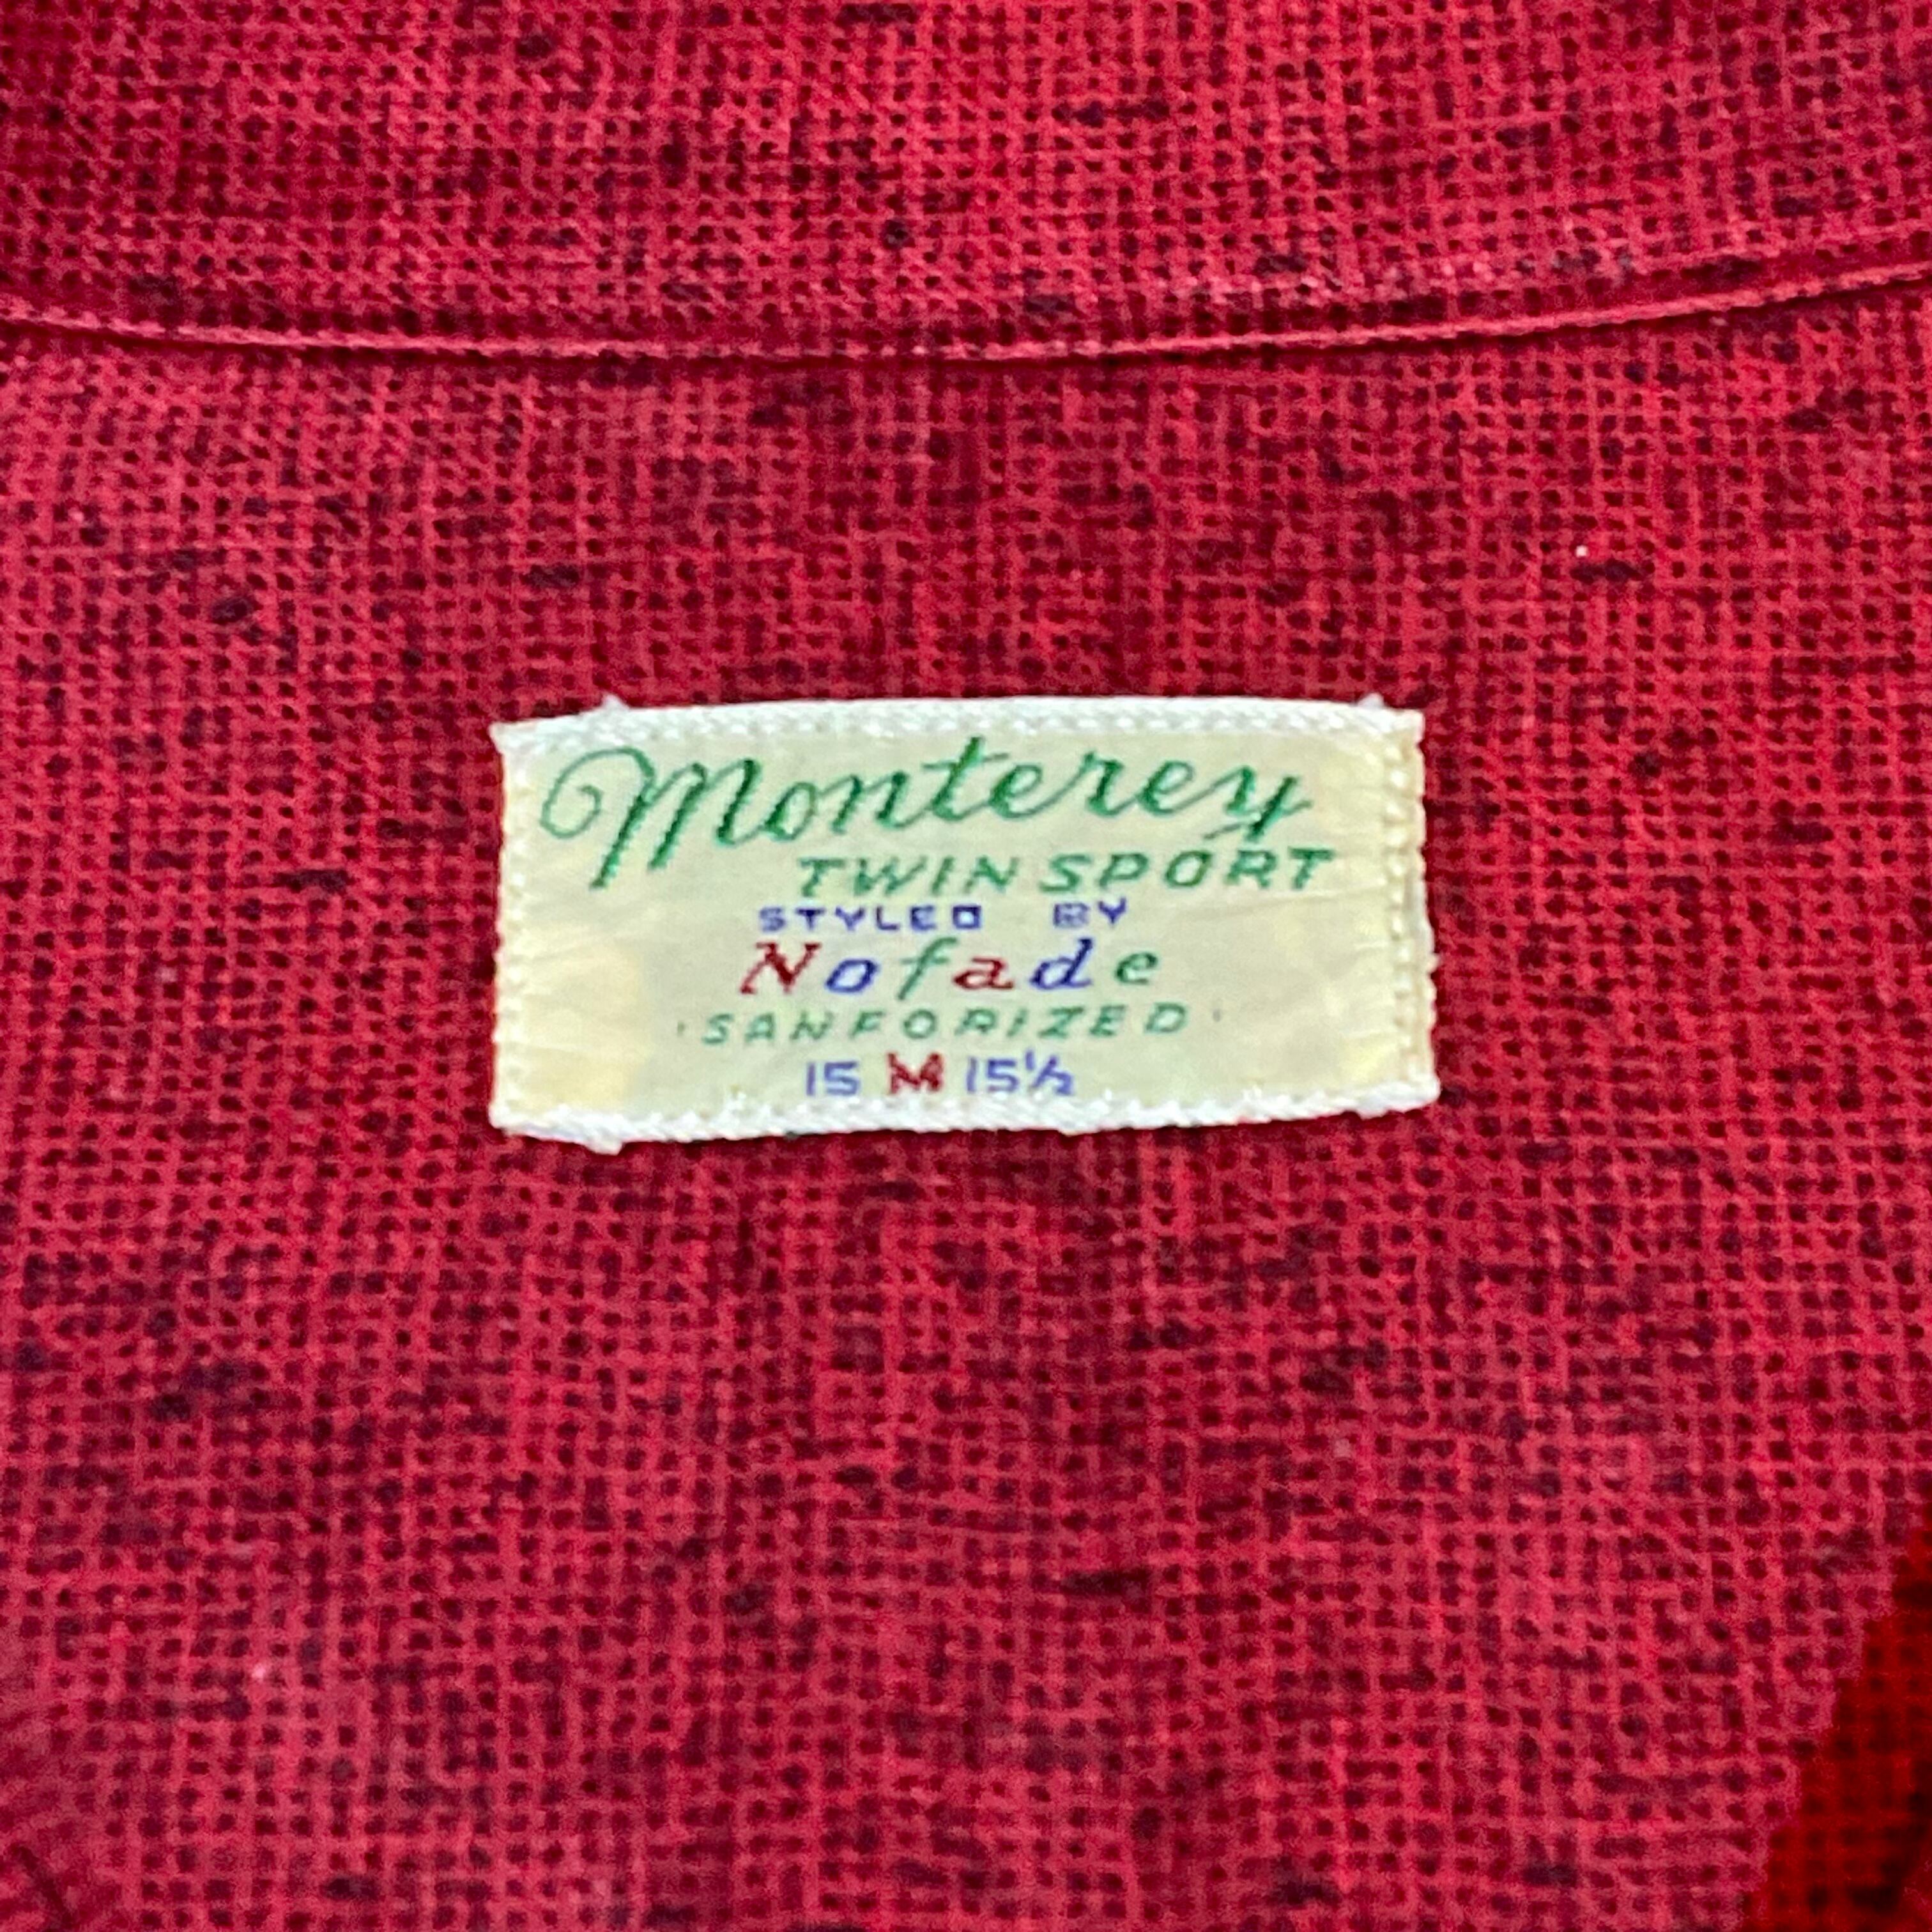 Monterey
TWIN SPORT
STYLED BY
Nofade
SANFORIZED
15 M 15½